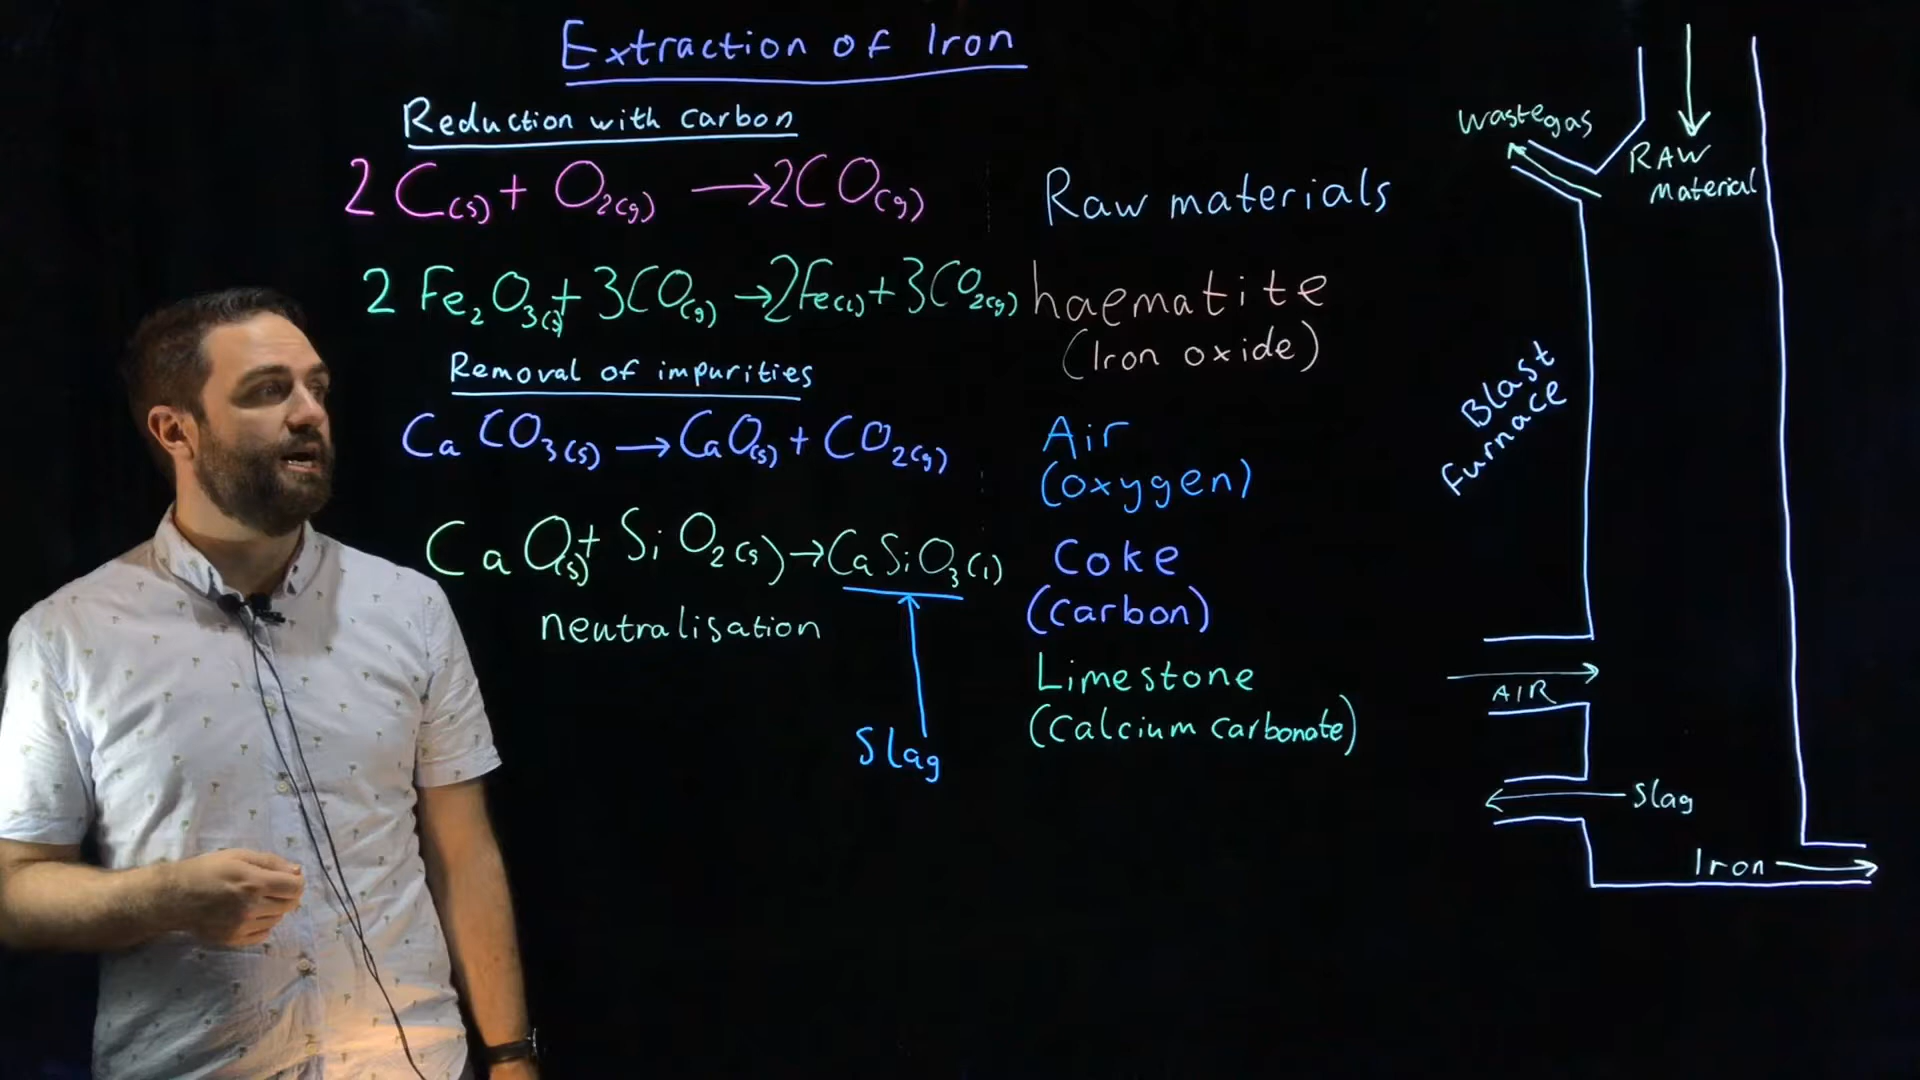 Extraction of Iron
Reduction with carbon
2 C(s) + O2(g) → 2CO(g)
2 Fe2O3(s) + 3CO(g) → 2Fe(l) + 3CO2(g)
Removal of impurities
CaCO3(s) → CaO(s) + CO2(g)
CaO(s) + SiO2(s) → CaSiO3(l)
neutralisation
Slag
Raw materials
haematite
(Iron oxide)
Air
(oxygen)
Coke
(carbon)
Limestone
(Calcium carbonate)
Wastegas
RAW
Material
Blast
Furnace
AIR
Slag
Iron